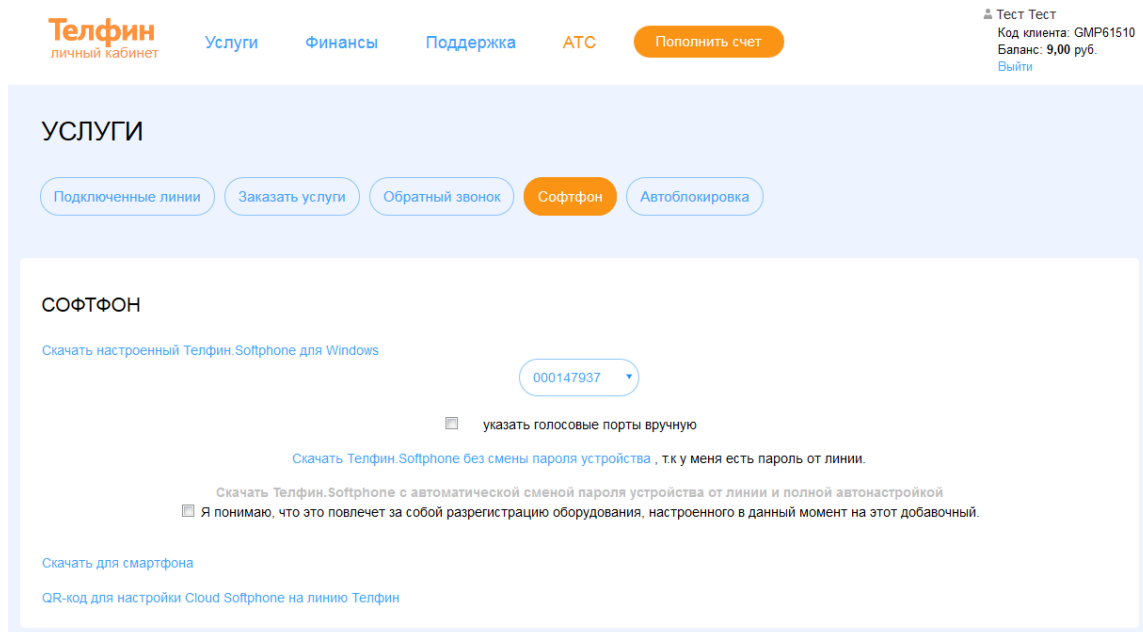 Телфин
личный кабинет
Услуги
Финансы
Поддержка
АТС
Пополнить счет
Тест Тест
Код клиента: GMP61510
Баланс: 9,00 руб.
Выйти
УСЛУГИ
Подключенные линии
Заказать услуги
Обратный звонок
Софтфон
Автоблокировка
СОФТФОН
Скачать настроенный Телфин.Softphone для Windows
000147937
указать голосовые порты вручную
Скачать Телфин.Softphone без смены пароля устройства , т.к у меня есть пароль от линии.
Скачать Телфин.Softphone с автоматической сменой пароля устройства от линии и полной автонастройкой
Я понимаю, что это повлечет за собой разрегистрацию оборудования, настроенного в данный момент на этот добавочный.
Скачать для смартфона
QR-код для настройки Cloud Softphone на линию Телфин